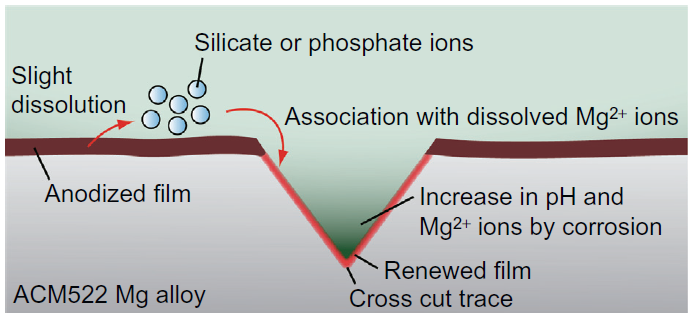 Silicate or phosphate ions
Slight
dissolution
Association with dissolved Mg2+ ions
Anodized film
Increase in pH and
Mg2+ ions by corrosion
Renewed film
Cross cut trace
ACM522 Mg alloy